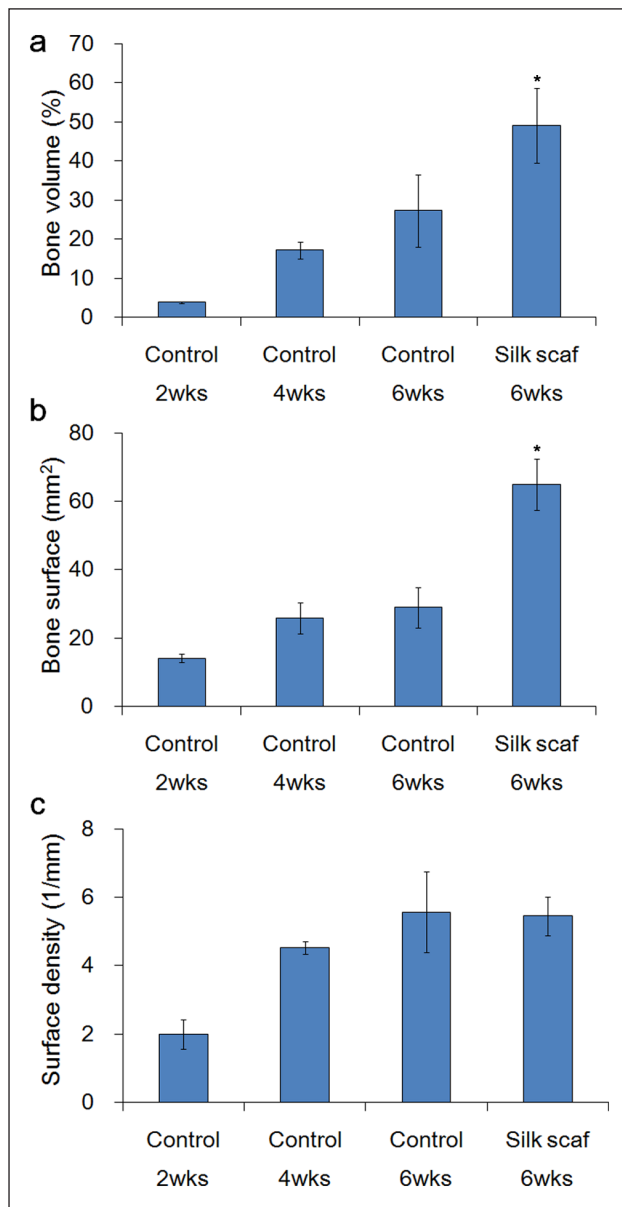 a
Bone volume (%)
70
60
50
40
30
20
10
0
*
Control Control Control Silk scaf
2wks 4wks 6wks 6wks
b
Bone surface (mm²)
80
60
40
20
0
*
Control Control Control Silk scaf
2wks 4wks 6wks 6wks
c
Surface density (1/mm)
8
6
4
2
0
Control Control Control Silk scaf
2wks 4wks 6wks 6wks